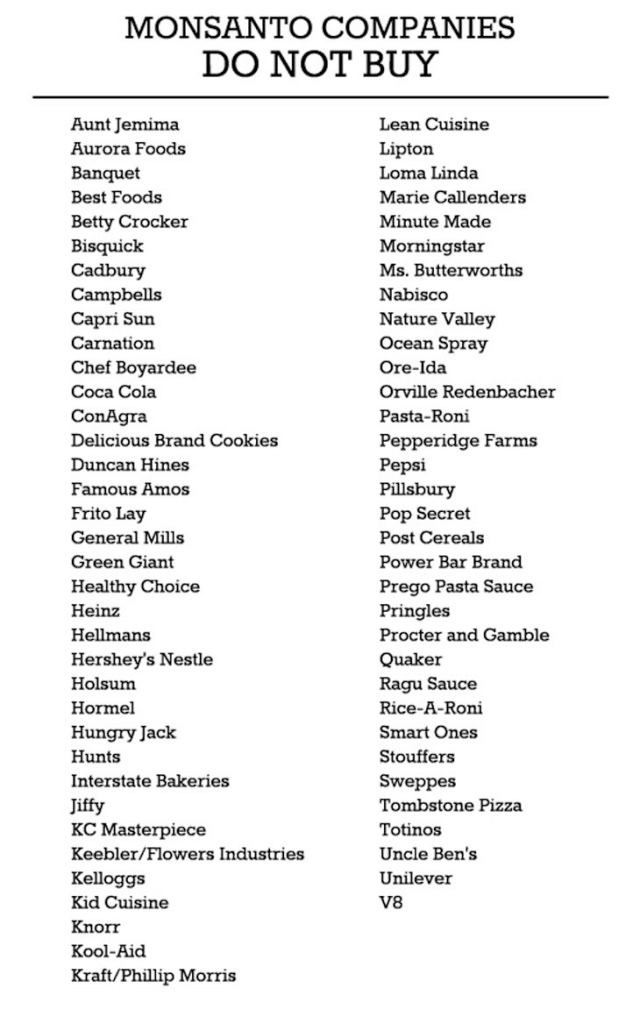 MONSANTO COMPANIES
DO NOT BUY
Aunt Jemima
Aurora Foods
Banquet
Best Foods
Betty Crocker
Bisquick
Cadbury
Campbells
Capri Sun
Carnation
Chef Boyardee
Coca Cola
ConAgra
Delicious Brand Cookies
Duncan Hines
Famous Amos
Frito Lay
General Mills
Green Giant
Healthy Choice
Heinz
Hellmans
Hershey's Nestle
Holsum
Hormel
Hungry Jack
Hunts
Interstate Bakeries
Jiffy
KC Masterpiece
Keebler/Flowers Industries
Kelloggs
Kid Cuisine
Knorr
Kool-Aid
Kraft/Phillip Morris
Lean Cuisine
Lipton
Loma Linda
Marie Callenders
Minute Made
Morningstar
Ms. Butterworths
Nabisco
Nature Valley
Ocean Spray
Ore-Ida
Orville Redenbacher
Pasta-Roni
Pepperidge Farms
Pepsi
Pillsbury
Pop Secret
Post Cereals
Power Bar Brand
Prego Pasta Sauce
Pringles
Procter and Gamble
Quaker
Ragu Sauce
Rice-A-Roni
Smart Ones
Stouffers
Sweppes
Tombstone Pizza
Totinos
Uncle Ben's
Unilever
V8